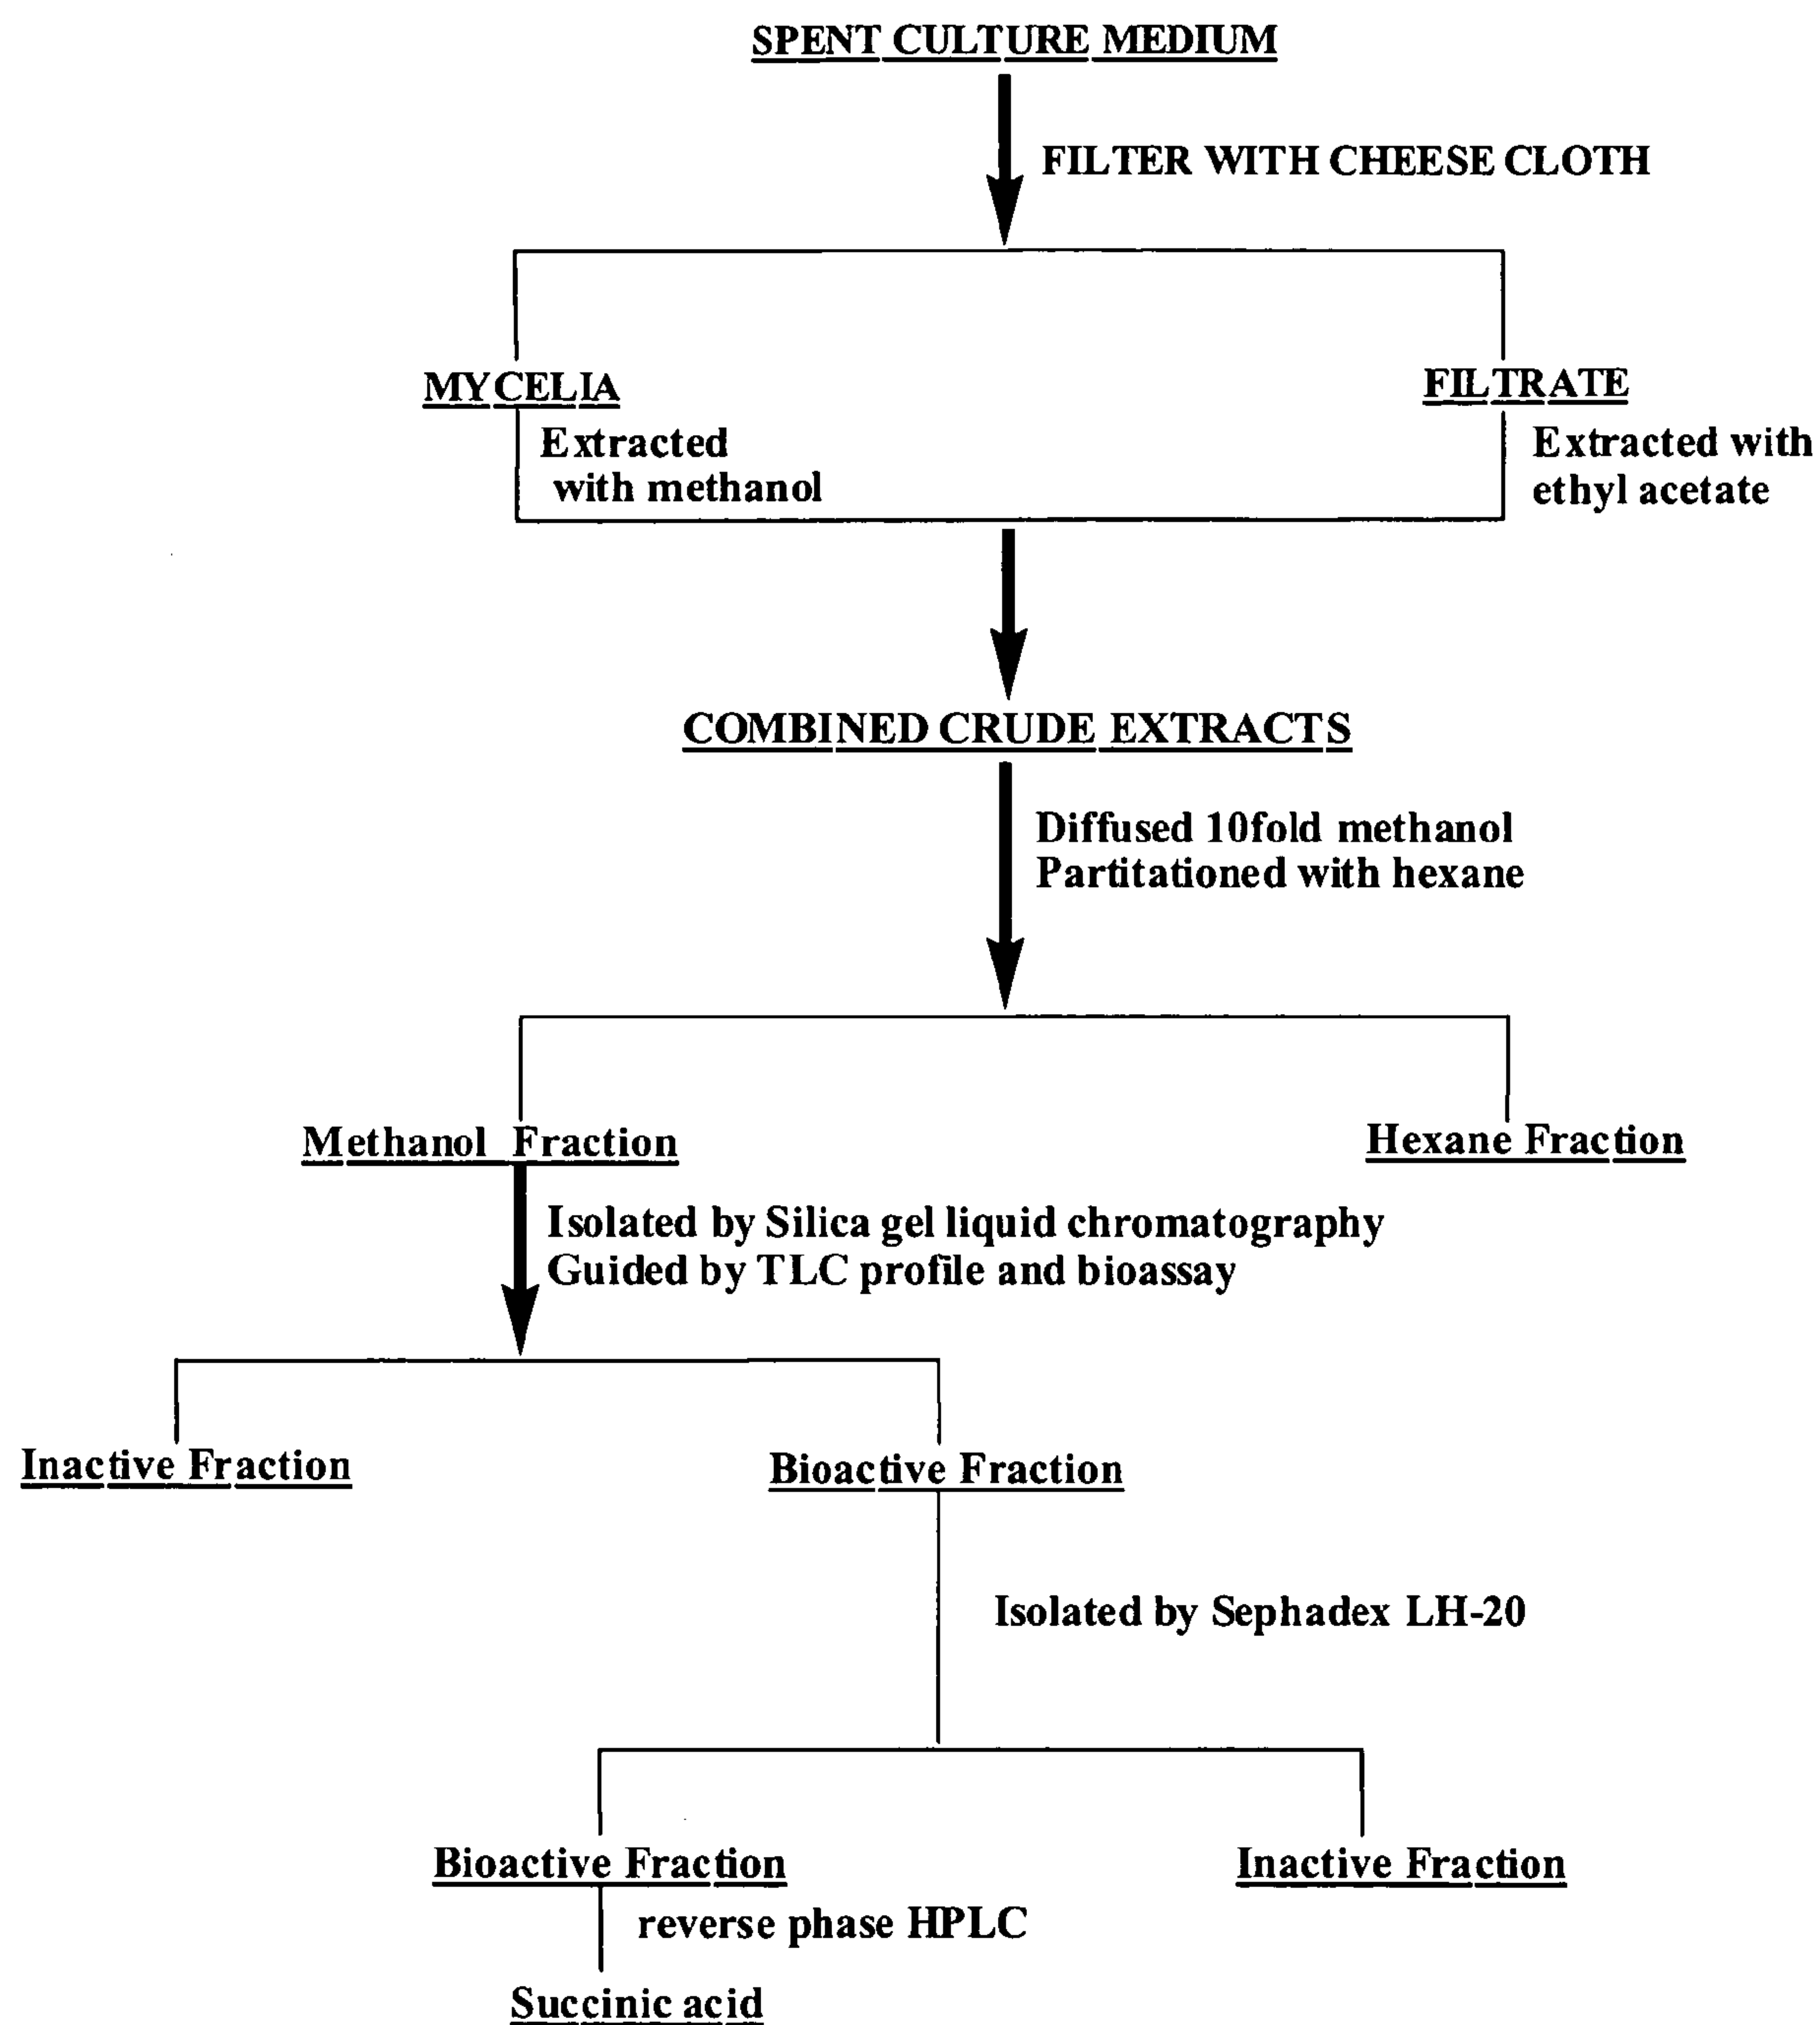 SPENT CULTURE MEDIUM
FILTER WITH CHEESE CLOTH
MYCELIA
FILTRATE
Extracted
with methanol
Extracted with
ethyl acetate
COMBINED CRUDE EXTRACTS
Diffused 10fold methanol
Partitationed with hexane
Methanol Fraction
Hexane Fraction
Isolated by Silica gel liquid chromatography
Guided by TLC profile and bioassay
Inactive Fraction
Bioactive Fraction
Isolated by Sephadex LH-20
Bioactive Fraction
Inactive Fraction
reverse phase HPLC
Succinic acid